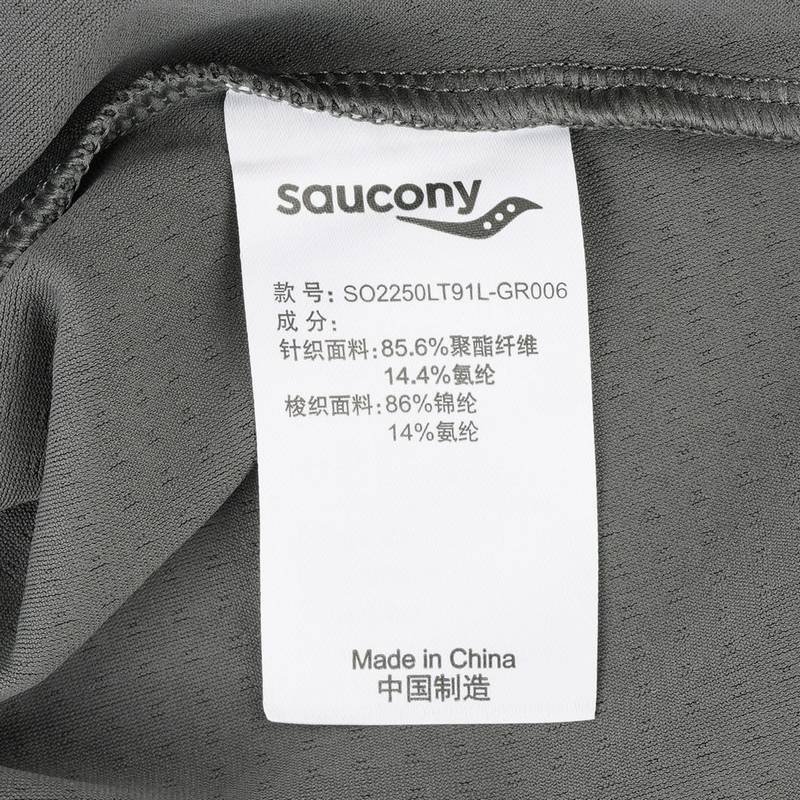 saucony
款号: SO2250LT91L-GR006
成分:
针织面料:85.6%聚酯纤维
14.4%氨纶
梭织面料:86%锦纶
14%氨纶
Made in China
中国制造